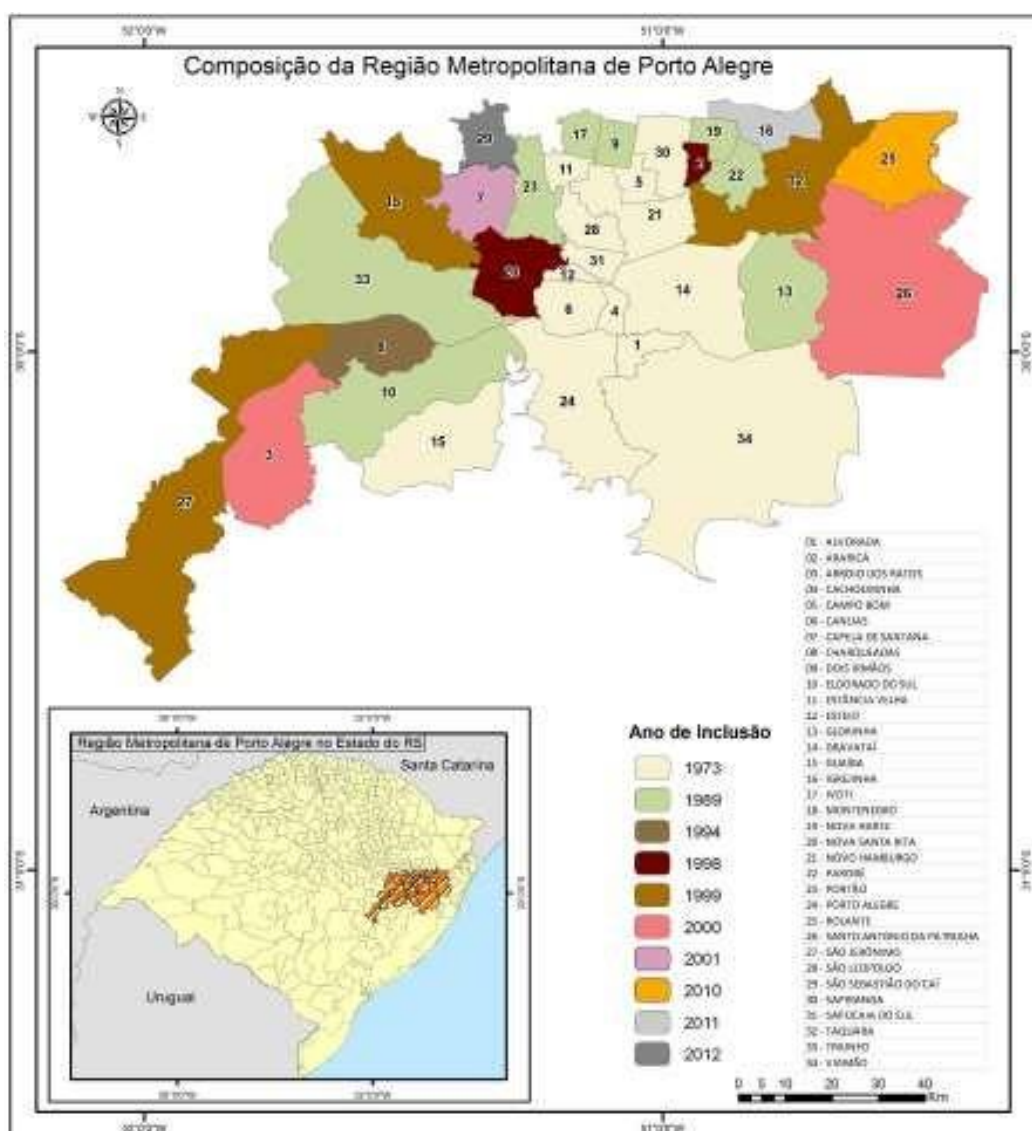 52°0'0"W
51°0'0"W
Composição da Região Metropolitana de Porto Alegre
N
W
E
S
29
17
9
30
19
16
3
22
25
11
5
7
23
21
28
31
33
20
12
14
13
26
6
4
8
1
10
24
15
34
27
01 - ALVORADA
02 - ARARICÁ
03 - ARROIO DOS RATOS
04 - CACHOEIRINHA
05 - CAMPO BOM
06 - CANOAS
07 - CAPELA DE SANTANA
08 - CHARQUEADAS
09 - DOIS IRMÃOS
10 - ELDORADO DO SUL
11 - ESTÂNCIA VELHA
12 - ESTEIO
13 - GLORINHA
14 - GRAVATAÍ
15 - GUAÍBA
16 - IGREJINHA
17 - IVOTI
18 - MONTENEGRO
19 - NOVA HARTZ
20 - NOVA SANTA RITA
21 - NOVO HAMBURGO
22 - PAROBÉ
23 - PORTÃO
24 - PORTO ALEGRE
25 - ROLANTE
26 - SANTO ANTÔNIO DA PATRULHA
27 - SÃO JERÔNIMO
28 - SÃO LEOPOLDO
29 - SÃO SEBASTIÃO DO CAÍ
30 - SAPIRANGA
31 - SAPUCAIA DO SUL
32 - TAQUARA
33 - TRIUNFO
34 - VIAMÃO
Ano de Inclusão
1973
1989
1994
1998
1999
2000
2001
2010
2011
2012
Região Metropolitana de Porto Alegre no Estado do RS
Santa Catarina
Argentina
Uruguai
0 5 10 20 30 40
Km